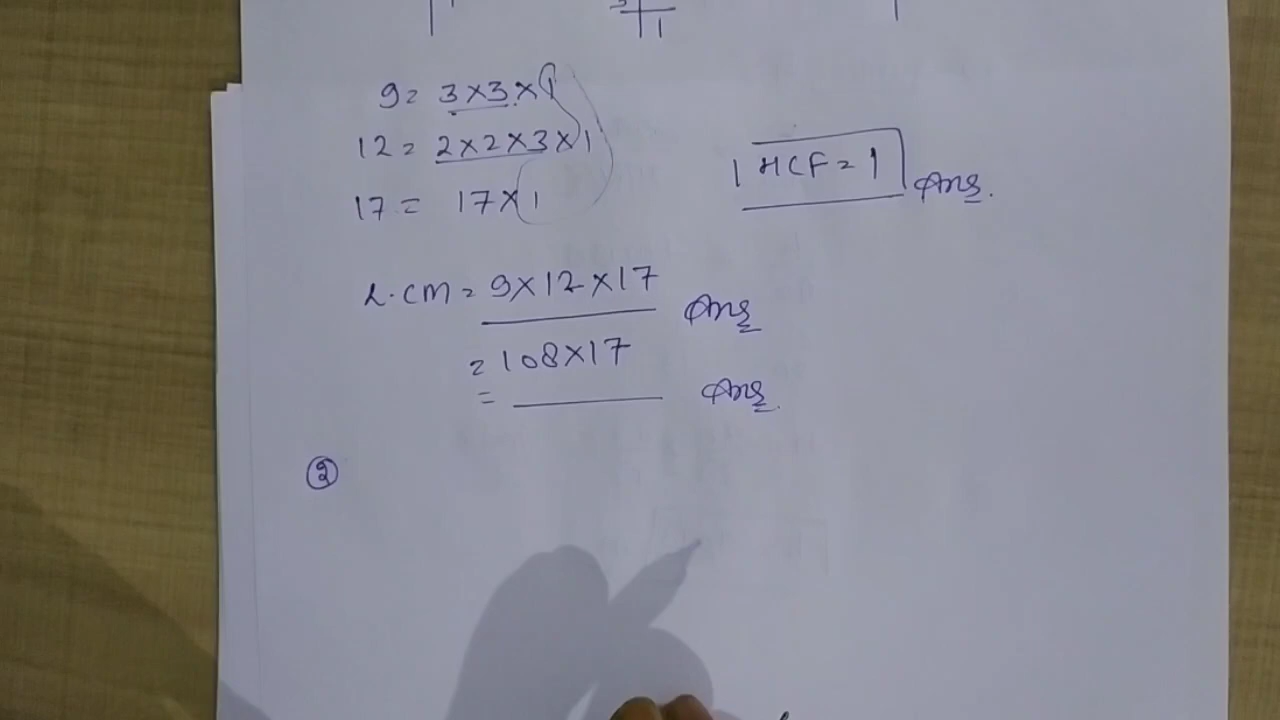 1
9 = 3×3×1
12 = 2×2×3×1
17 = 17×1
HCF = 1 Ans.
L.CM = 9×12×17 Ans
= 108×17
= Ans.
②